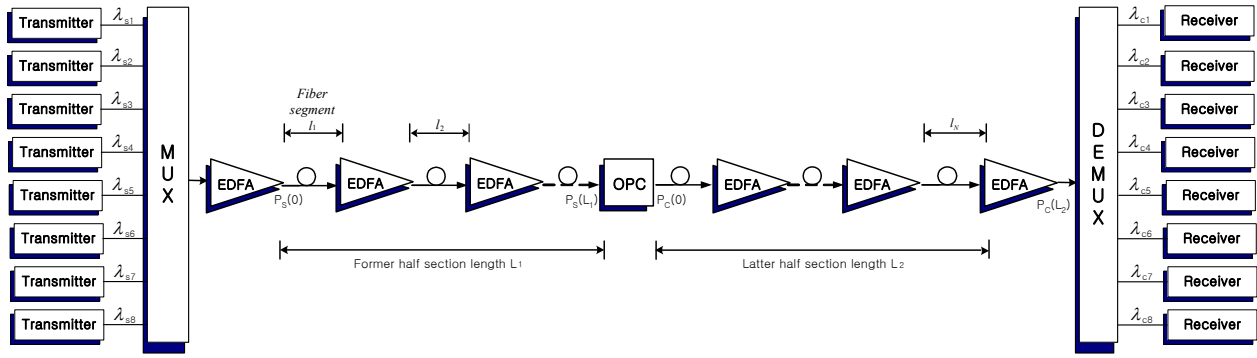 Transmitter λs1
Transmitter λs2
Transmitter λs3
Transmitter λs4
Transmitter λs5
Transmitter λs6
Transmitter λs7
Transmitter λs8
MUX
EDFA
PS(0)
Fiber
segment
l1
EDFA
l2
EDFA
PS(L1)
OPC
PC(0)
EDFA
EDFA
lN
EDFA
PC(L2)
Former half section length L1
Latter half section length L2
DEMUX
λc1 Receiver
λc2 Receiver
λc3 Receiver
λc4 Receiver
λc5 Receiver
λc6 Receiver
λc7 Receiver
λc8 Receiver